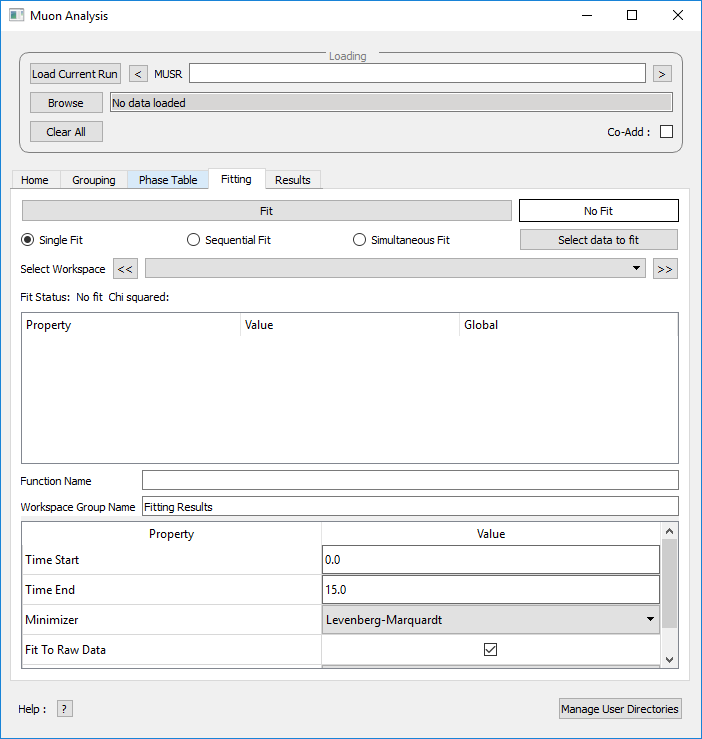 Muon Analysis
Loading
Load Current Run < MUSR >
Browse No data loaded
Clear All Co-Add :
Home Grouping Phase Table Fitting Results
Fit No Fit
Single Fit Sequential Fit Simultaneous Fit Select data to fit
Select Workspace << >>
Fit Status: No fit Chi squared:
Property Value Global
Function Name
Workspace Group Name Fitting Results
Property Value
Time Start 0.0
Time End 15.0
Minimizer Levenberg-Marquardt
Fit To Raw Data
Help : ? Manage User Directories